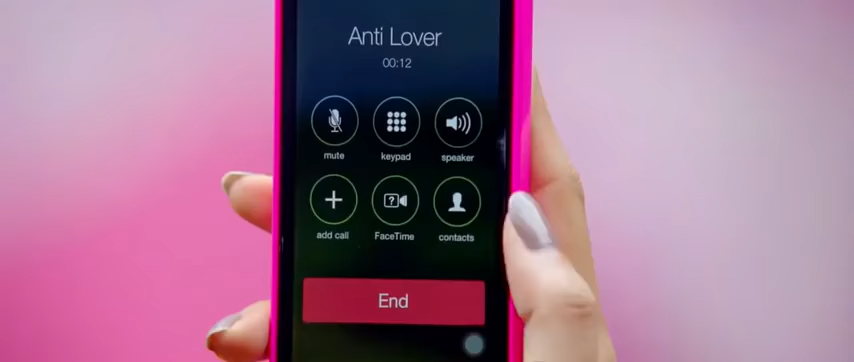 Anti Lover
00:12
mute keypad speaker
?
add call FaceTime contacts
End